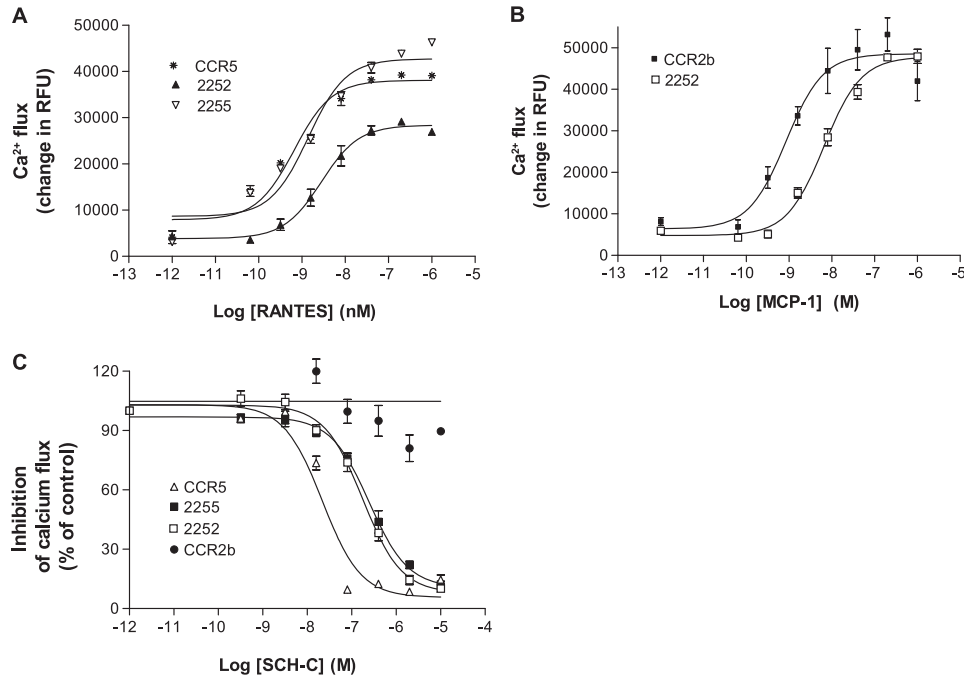 A
50000
40000
30000
20000
10000
0
Ca2+ flux
(change in RFU)
CCR5
2252
2255
-13 -12 -11 -10 -9 -8 -7 -6 -5
Log [RANTES] (nM)
B
50000
40000
30000
20000
10000
0
Ca2+ flux
(change in RFU)
CCR2b
2252
-13 -12 -11 -10 -9 -8 -7 -6 -5
Log [MCP-1] (M)
C
120
90
60
30
0
Inhibition
of calcium flux
(% of control)
CCR5
2255
2252
CCR2b
-12 -11 -10 -9 -8 -7 -6 -5 -4
Log [SCH-C] (M)